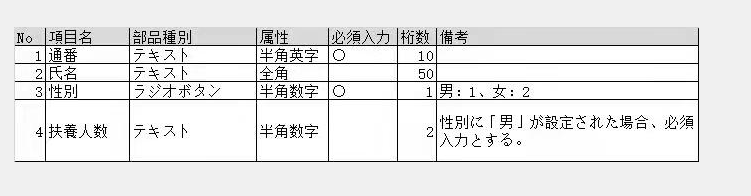 No 項目名 部品種別 属性 必須入力 桁数 備考
1 通番 テキスト 半角英字 〇 10
2 氏名 テキスト 全角 50
3 性別 ラジオボタン 半角数字 〇 1 男：1、女：2
4 扶養人数 テキスト 半角数字 2 性別に「男」が設定された場合、必須
入力とする。